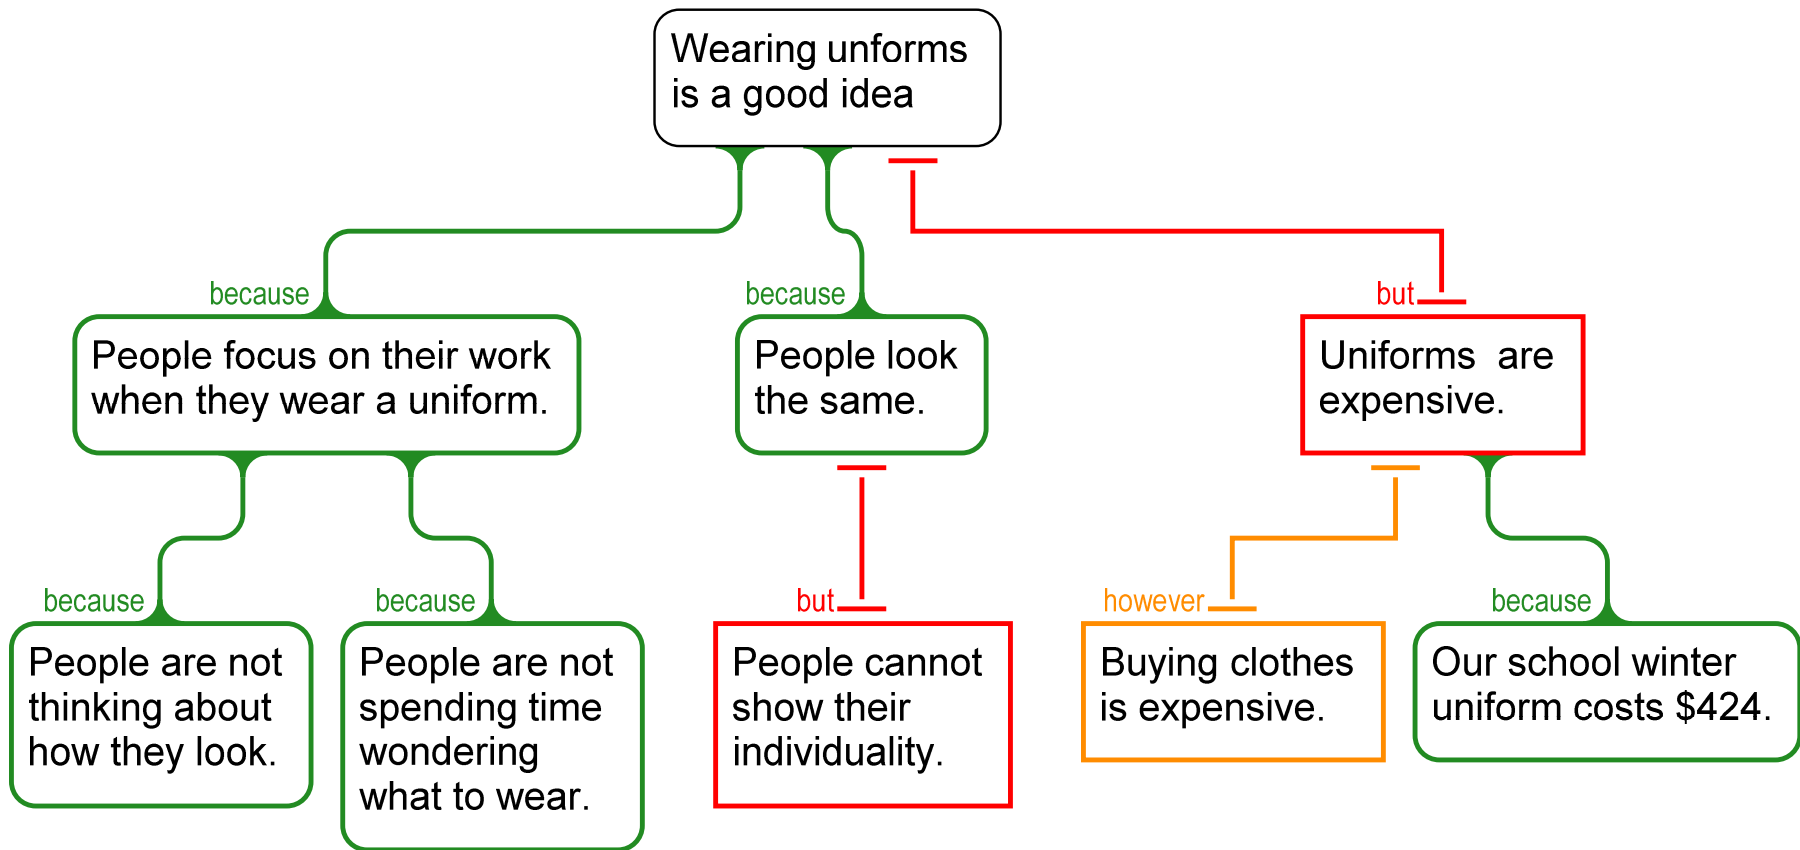 Wearing unforms
is a good idea
because
People focus on their work
when they wear a uniform.
because
People look
the same.
but
Uniforms  are
expensive.
because
People are not
thinking about
how they look.
because
People are not
spending time
wondering
what to wear.
but
People cannot
show their
individuality.
however
Buying clothes
is expensive.
because
Our school winter
uniform costs $424.